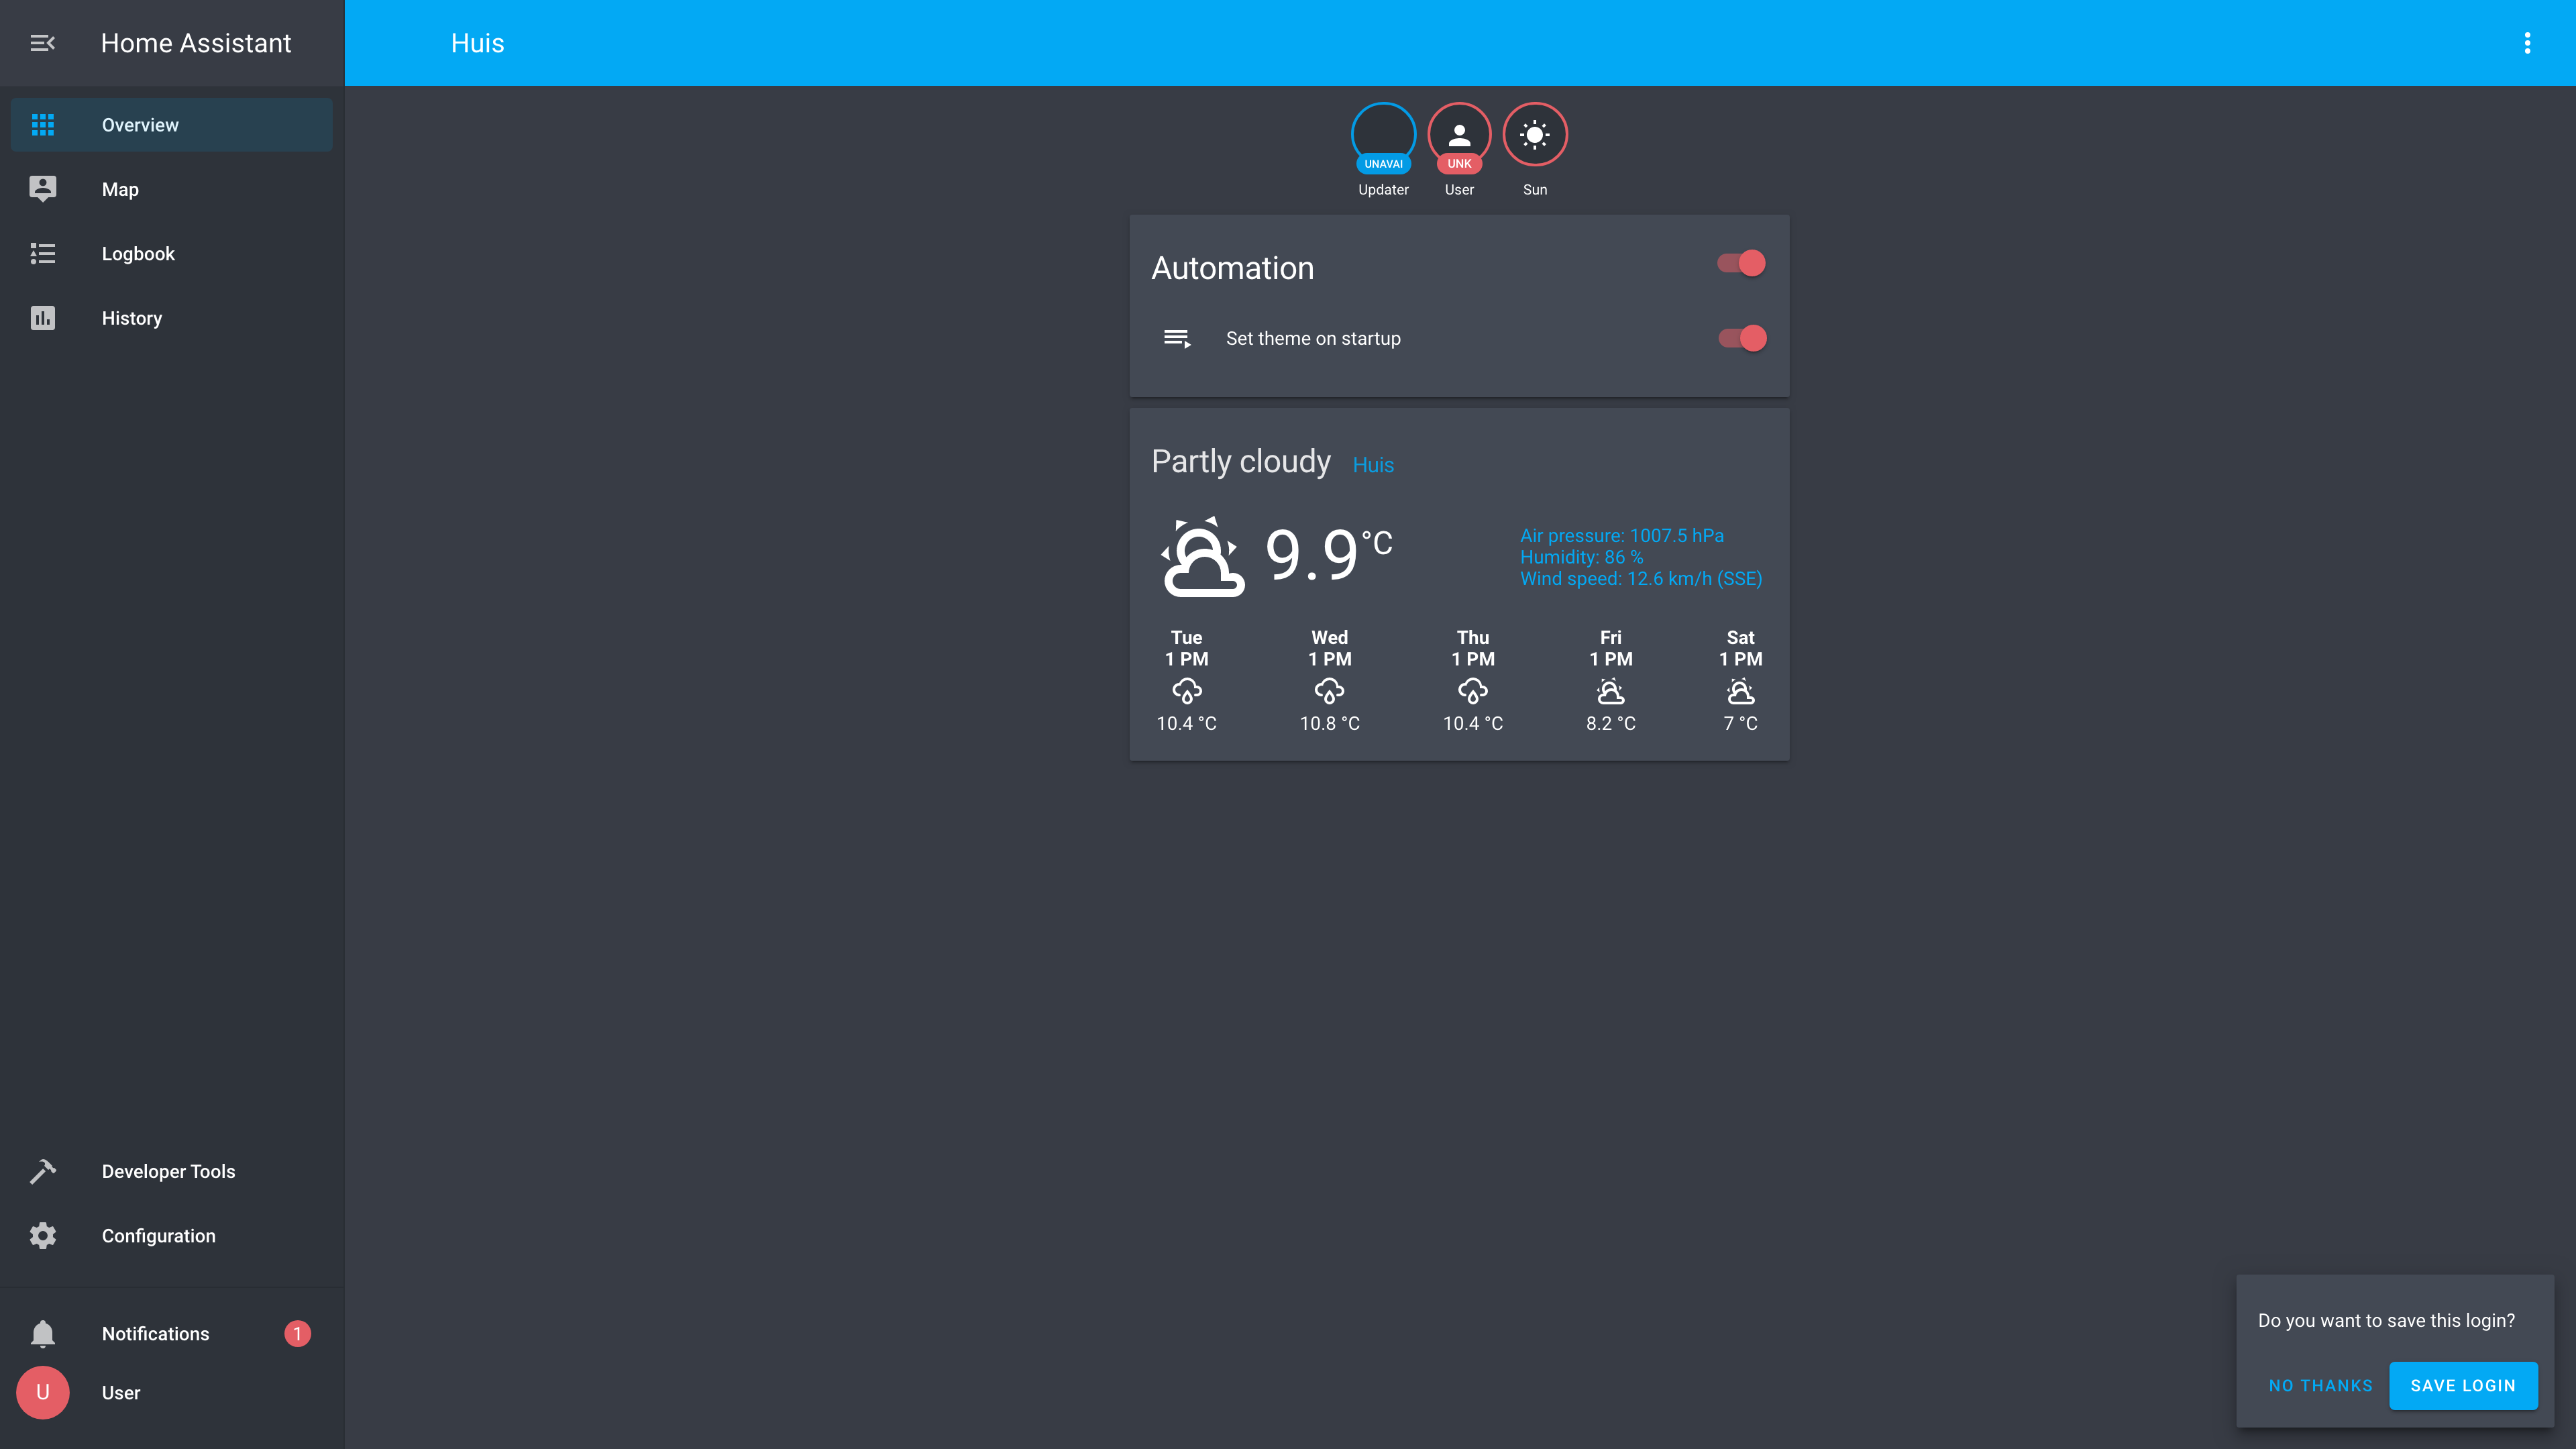 Home Assistant
Huis
Overview
Map
Logbook
History
Developer Tools
Configuration
Notifications
1
U
User
UNAVAI
UNK
Updater
User
Sun
Automation
Set theme on startup
Partly cloudy Huis
9.9 °C
Air pressure: 1007.5 hPa
Humidity: 86 %
Wind speed: 12.6 km/h (SSE)
Tue Wed Thu Fri Sat
1 PM 1 PM 1 PM 1 PM 1 PM
10.4 °C 10.8 °C 10.4 °C 8.2 °C 7 °C
Do you want to save this login?
NO THANKS SAVE LOGIN